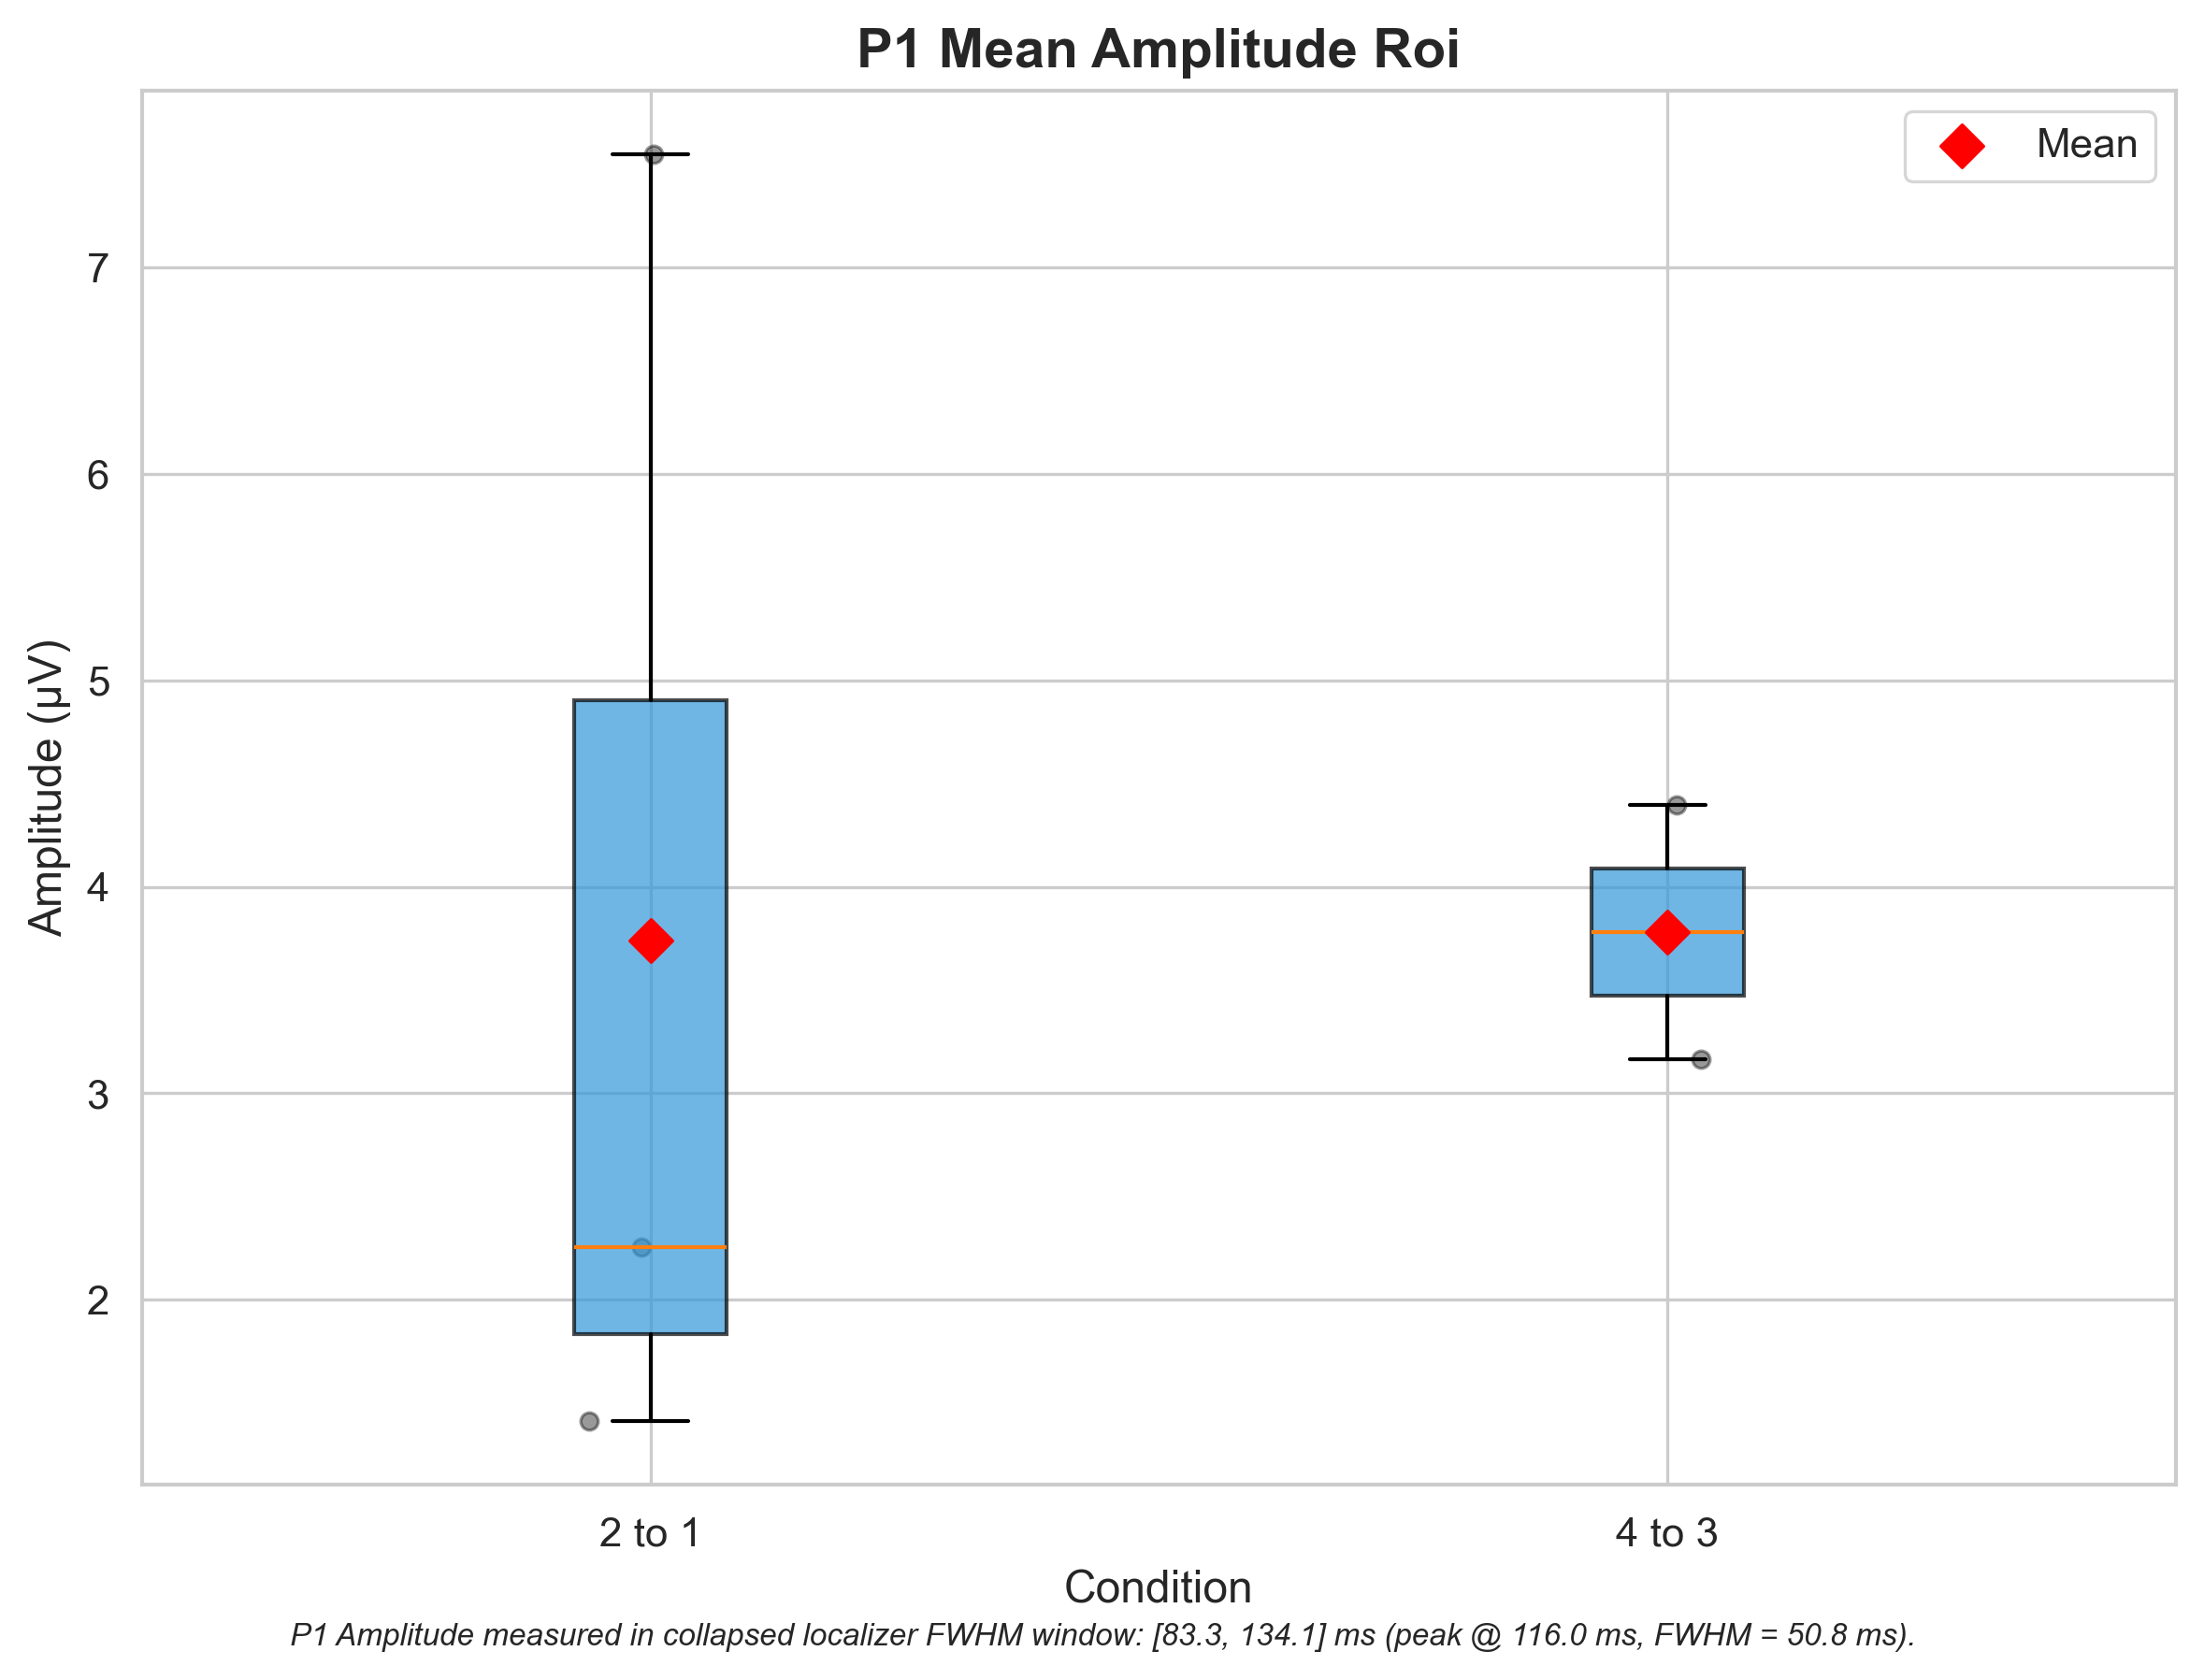 P1 Mean Amplitude Roi
Mean
Amplitude (µV)
7
6
5
4
3
2
2 to 1
4 to 3
Condition
P1 Amplitude measured in collapsed localizer FWHM window: [83.3, 134.1] ms (peak @ 116.0 ms, FWHM = 50.8 ms).